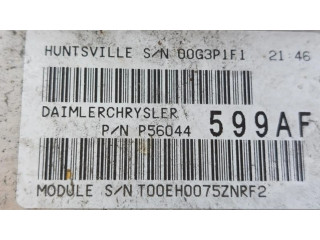 HUNTSVILLE S/N 00G3P1F1 21:46
DAIMLERCHRYSLER
P/N P56044 599AF
MODULE S/N T00EH0075ZNRF2